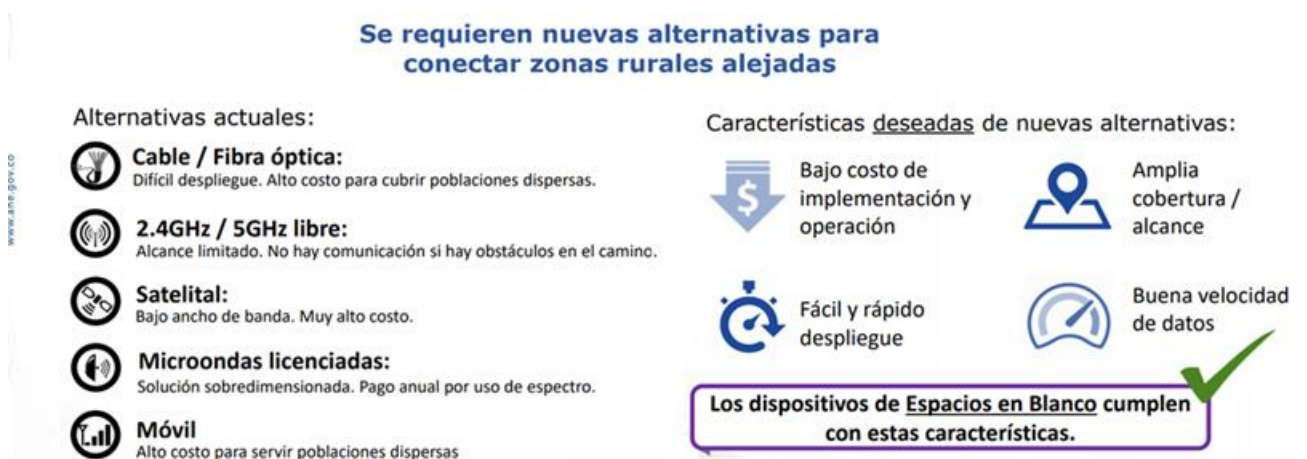 Se requieren nuevas alternativas para
conectar zonas rurales alejadas
Alternativas actuales:
Cable / Fibra óptica:
Difícil despliegue. Alto costo para cubrir poblaciones dispersas.
2.4GHz / 5GHz libre:
Alcance limitado. No hay comunicación si hay obstáculos en el camino.
Satelital:
Bajo ancho de banda. Muy alto costo.
Microondas licenciadas:
Solución sobredimensionada. Pago anual por uso de espectro.
Móvil
Alto costo para servir poblaciones dispersas
Características deseadas de nuevas alternativas:
Bajo costo de
implementación y
operación
Amplia
cobertura /
alcance
Fácil y rápido
despliegue
Buena velocidad
de datos
Los dispositivos de Espacios en Blanco cumplen
con estas características.
www.ane.gov.co